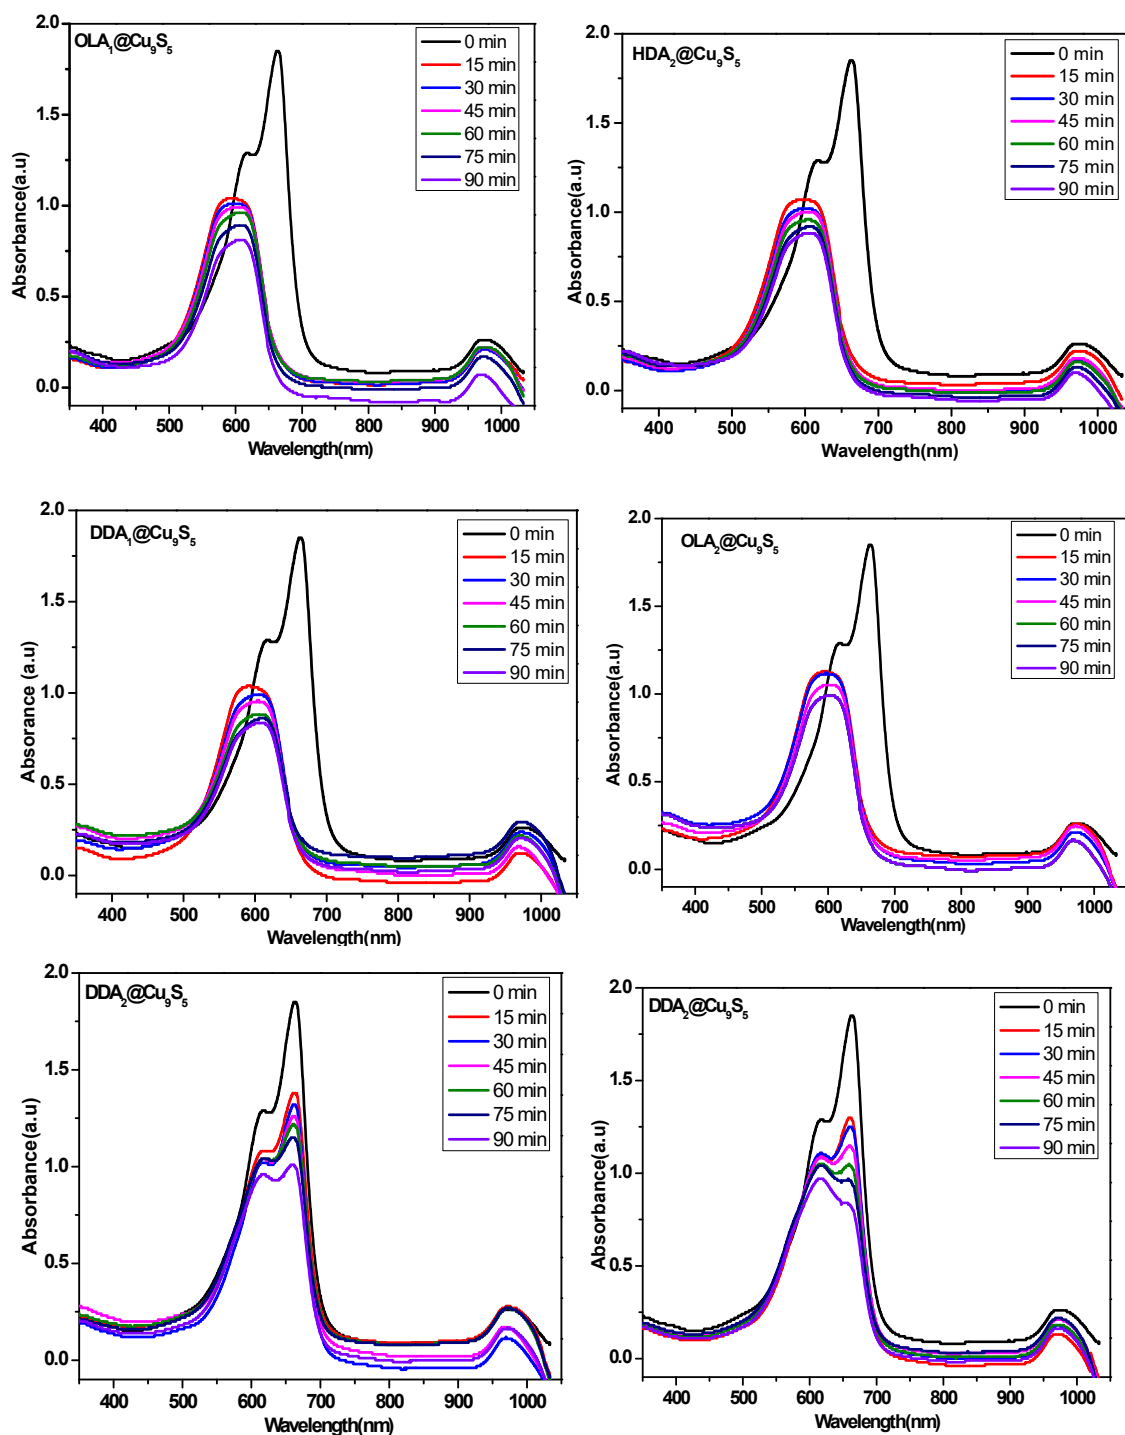 OLA₁@Cu₉S₅
0 min
15 min
30 min
45 min
60 min
75 min
90 min
2.0
1.5
1.0
0.5
0.0
Absorbance(a.u)
400 500 600 700 800 900 1000
Wavelength(nm)
HDA₂@Cu₉S₅
0 min
15 min
30 min
45 min
60 min
75 min
90 min
2.0
1.5
1.0
0.5
0.0
Absorbance(a.u)
400 500 600 700 800 900 1000
Wavelength(nm)
DDA₁@Cu₉S₅
0 min
15 min
30 min
45 min
60 min
75 min
90 min
2.0
1.5
1.0
0.5
0.0
Absorance (a.u)
400 500 600 700 800 900 1000
Wavelength(nm)
OLA₂@Cu₉S₅
0 min
15 min
30 min
45 min
60 min
75 min
90 min
2.0
1.5
1.0
0.5
0.0
Absorbance(a.u)
400 500 600 700 800 900 1000
Wavelength(nm)
DDA₂@Cu₉S₅
0 min
15 min
30 min
45 min
60 min
75 min
90 min
2.0
1.5
1.0
0.5
0.0
Absorbance(a.u)
400 500 600 700 800 900 1000
Wavelength(nm)
DDA₂@Cu₉S₅
0 min
15 min
30 min
45 min
60 min
75 min
90 min
2.0
1.5
1.0
0.5
0.0
Absorbance(a.u)
400 500 600 700 800 900 1000
Wavelength(nm)